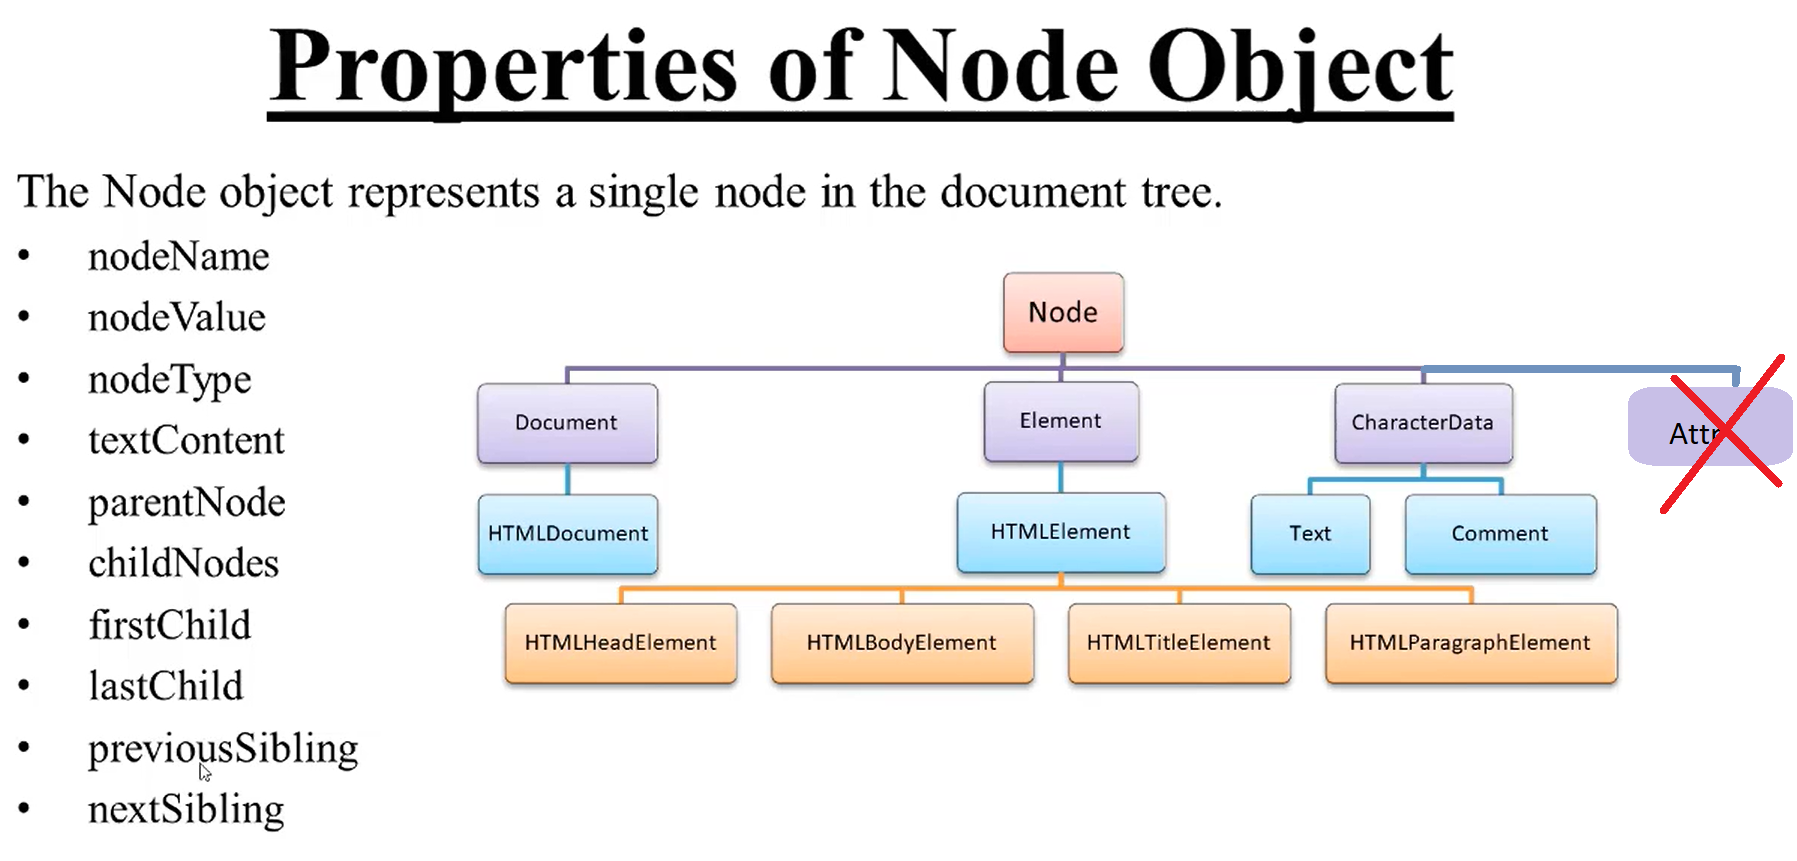 Properties of Node Object
The Node object represents a single node in the document tree.
• nodeName
• nodeValue
• nodeType
• textContent
• parentNode
• childNodes
• firstChild
• lastChild
• previousSibling
• nextSibling
Node
Document
Element
CharacterData
Attr
HTMLDocument
HTMLElement
Text
Comment
HTMLHeadElement
HTMLBodyElement
HTMLTitleElement
HTMLParagraphElement